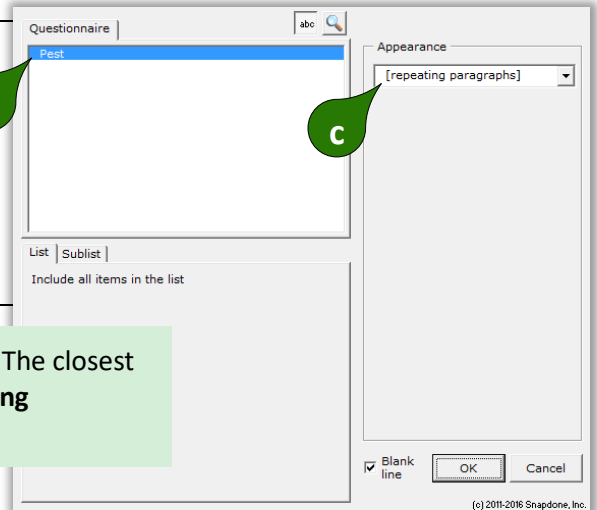 Questionnaire
abc
Pest
Appearance
[repeating paragraphs]
c
List
Sublist
Include all items in the list
The closest
ng
Blank
line
OK
Cancel
(c) 2011-2016 Snapdone, Inc.